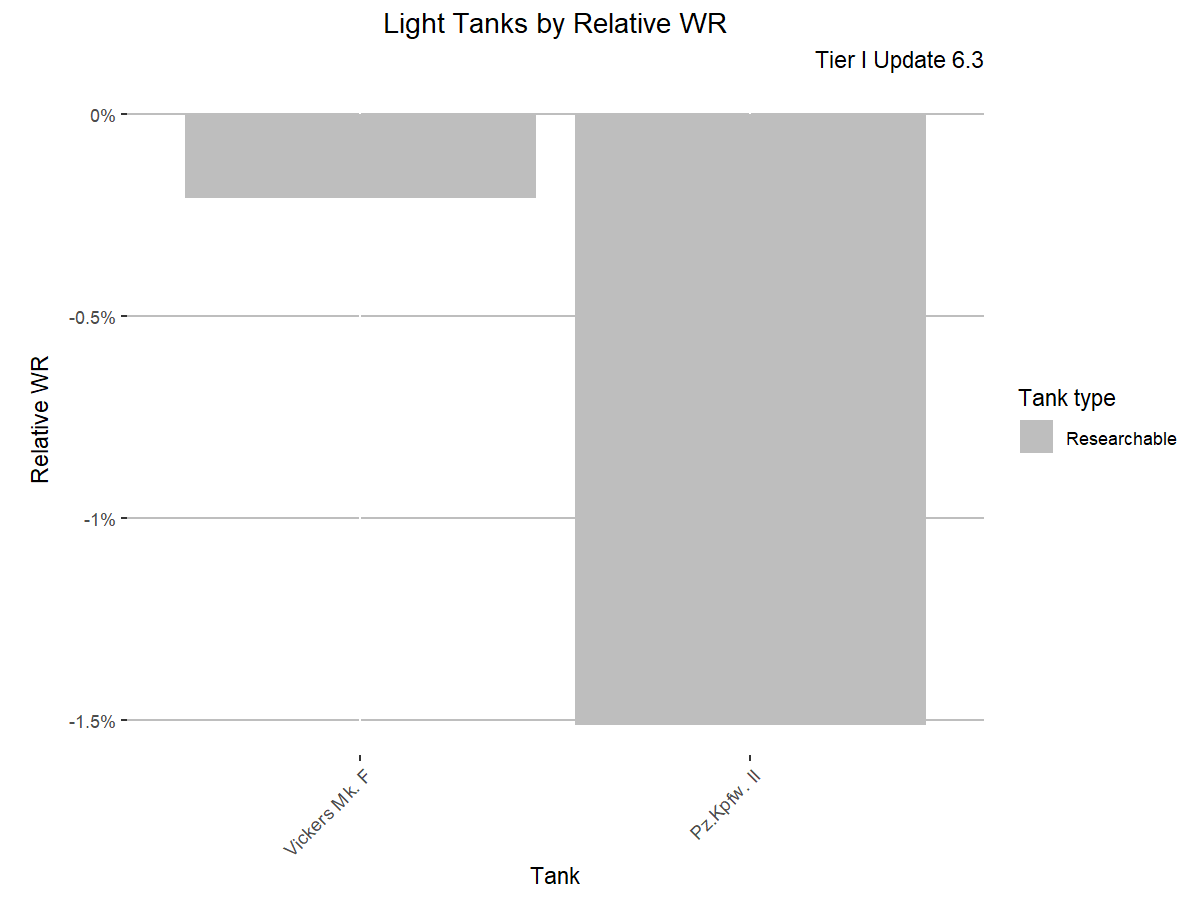 Light Tanks by Relative WR
Tier I Update 6.3
0%
-0.5%
-1%
-1.5%
Relative WR
Vickers Mk. F
Pz.Kpfw. II
Tank
Tank type
Researchable